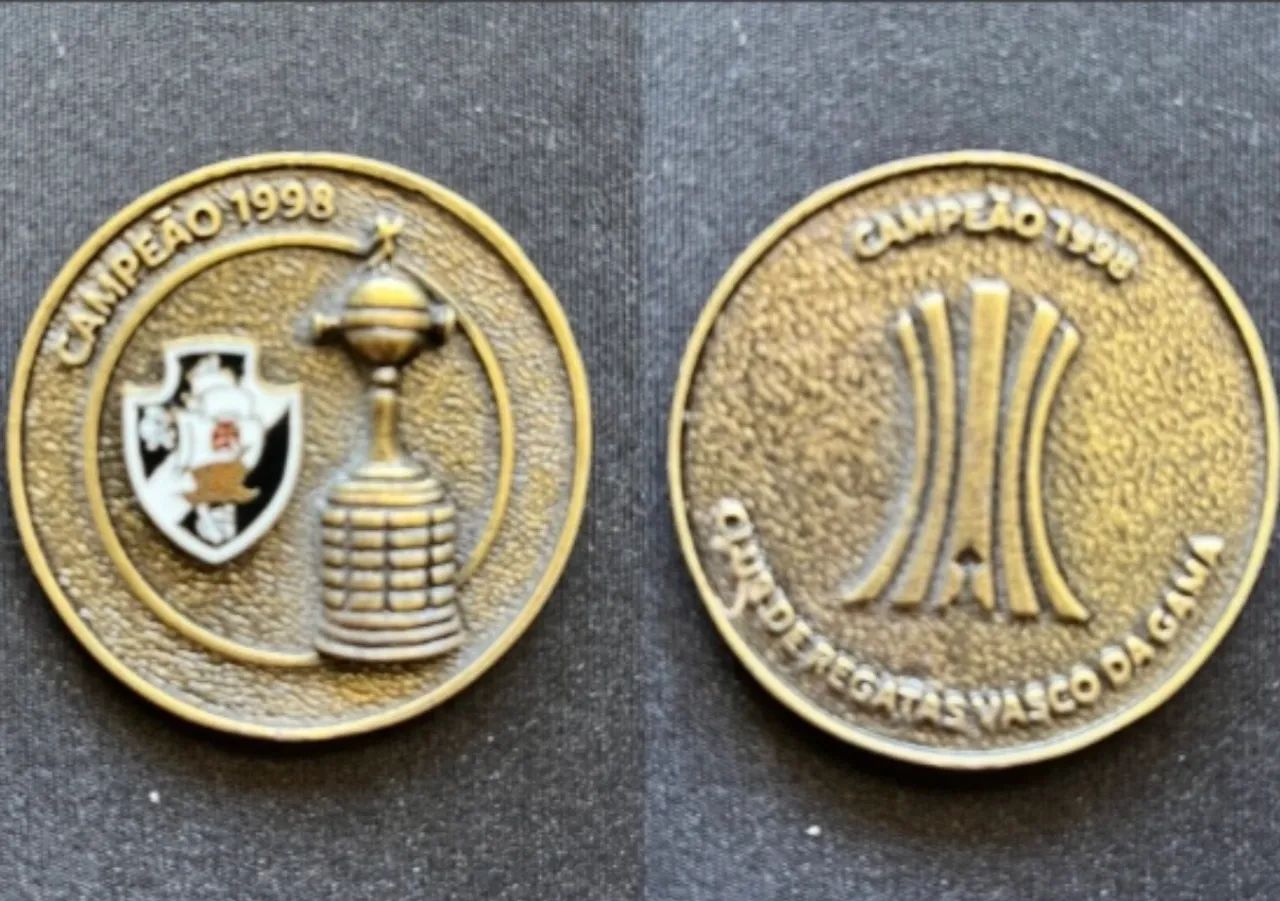 CAMPEÃO 1998
CAMPEÃO 1998
CLUB DE REGATAS VASCO DA GAMA